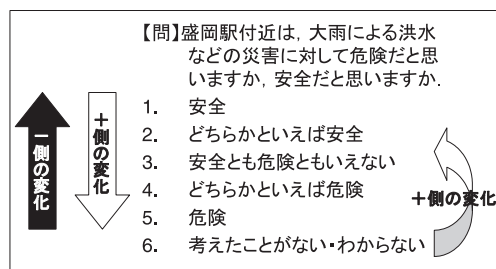 【問】盛岡駅付近は，大雨による洪水
などの災害に対して危険だと思
いますか，安全だと思いますか．
1. 安全
2. どちらかといえば安全
3. 安全とも危険ともいえない
4. どちらかといえば危険
5. 危険
6. 考えたことがない・わからない
－側の変化
＋側の変化
＋側の変化